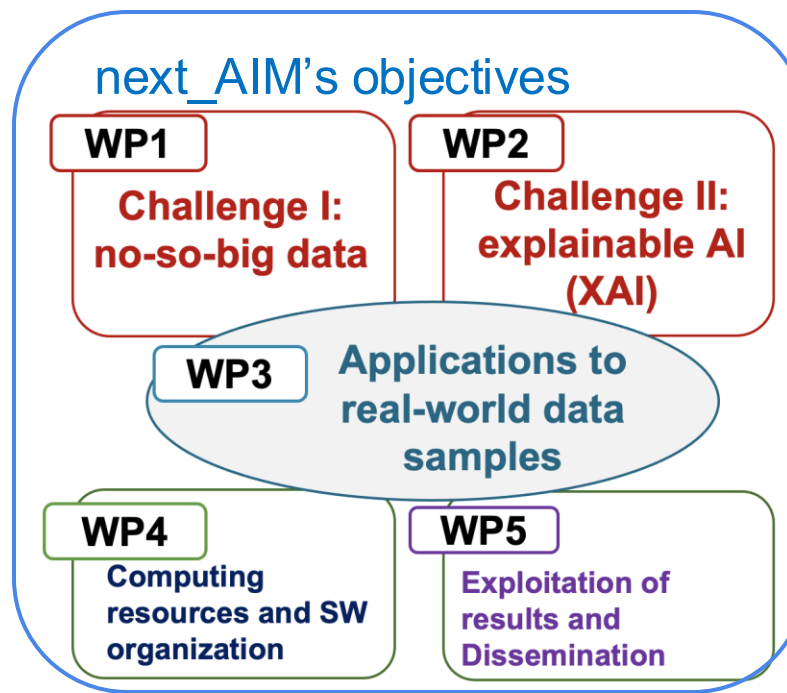 next_AIM's objectives
WP1
Challenge I:
no-so-big data
WP2
Challenge II:
explainable AI
(XAI)
WP3
Applications to
real-world data
samples
WP4
Computing
resources and SW
organization
WP5
Exploitation of
results and
Dissemination